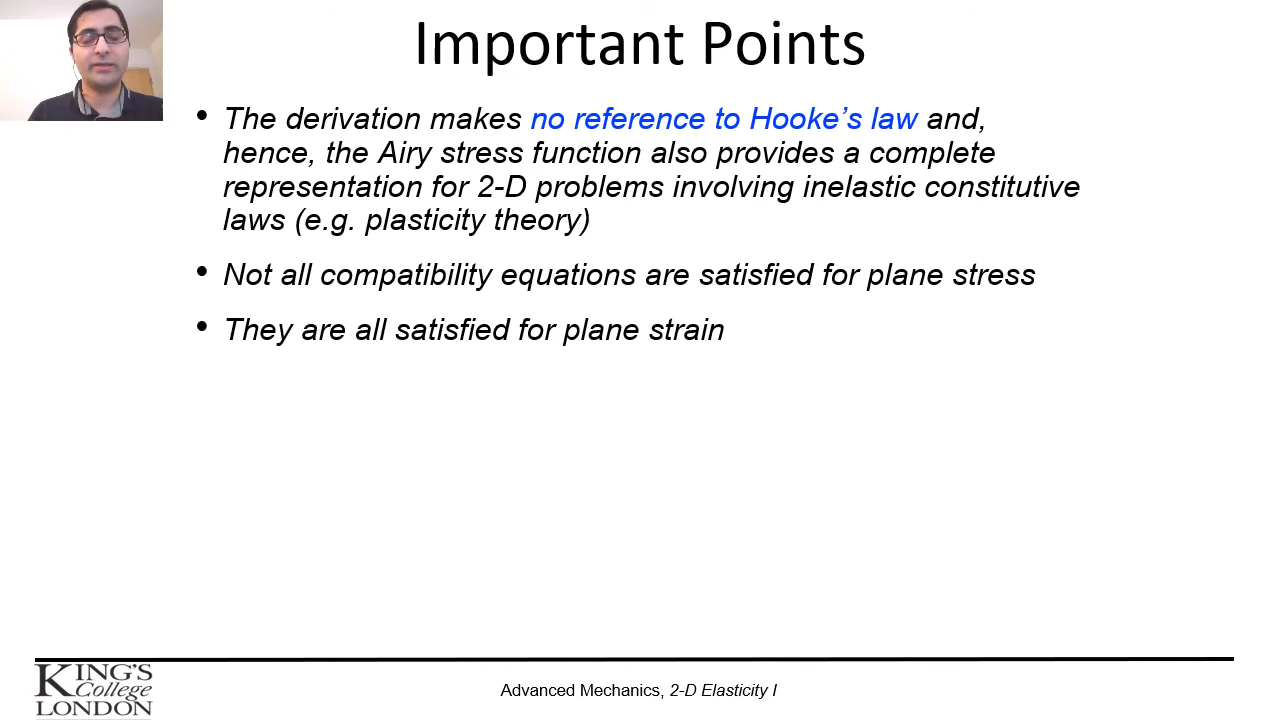 Important Points
• The derivation makes no reference to Hooke’s law and,
hence, the Airy stress function also provides a complete
representation for 2-D problems involving inelastic constitutive
laws (e.g. plasticity theory)
• Not all compatibility equations are satisfied for plane stress
• They are all satisfied for plane strain
KING'S
College
LONDON
Advanced Mechanics, 2-D Elasticity I